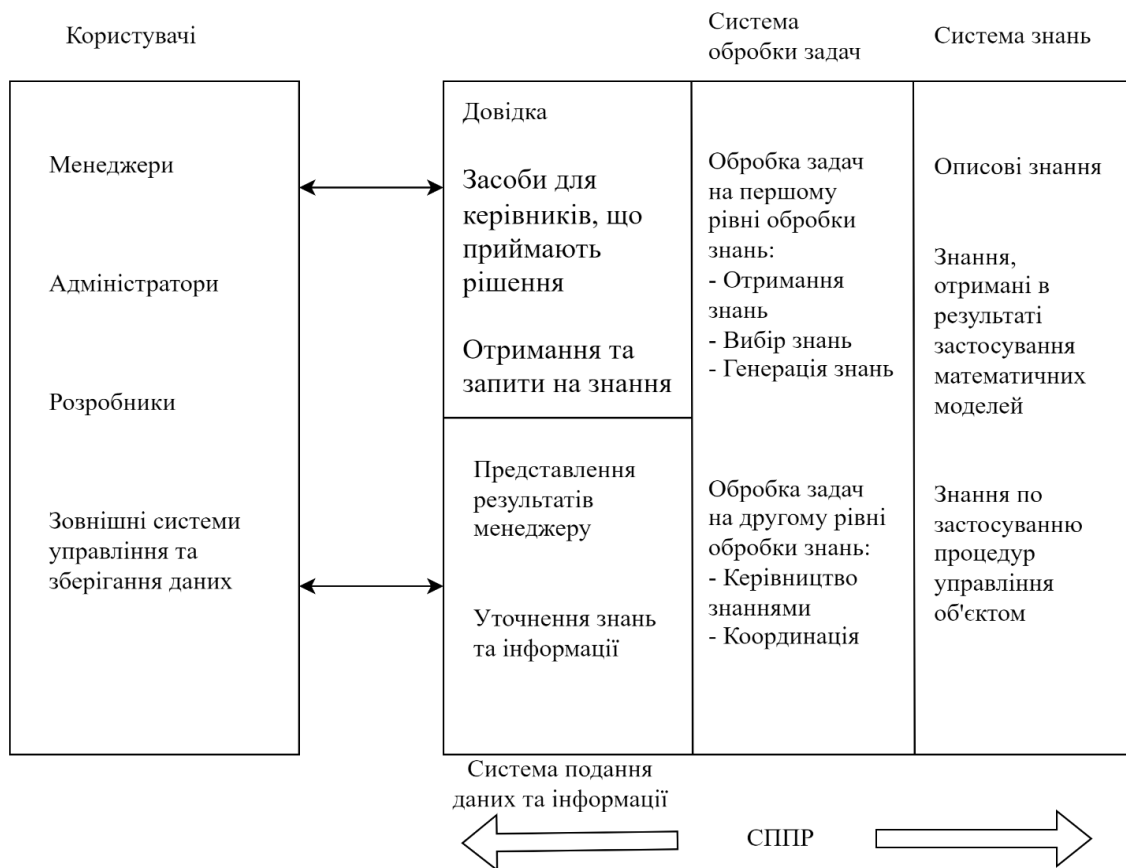 Користувачі
Система
обробки задач
Система знань
Менеджери
Адміністратори
Розробники
Зовнішні системи
управління та
зберігання даних
Довідка
Засоби для
керівників, що
приймають
рішення
Отримання та
запити на знання
Представлення
результатів
менеджеру
Уточнення знань
та інформації
Обробка задач
на першому
рівні обробки
знань:
- Отримання
знань
- Вибір знань
- Генерація знань
Обробка задач
на другому рівні
обробки знань:
- Керівництво
знаннями
- Координація
Описові знання
Знання,
отримані в
результаті
застосування
математичних
моделей
Знання по
застосуванню
процедур
управління
об'єктом
Система подання
даних та інформації
СППР